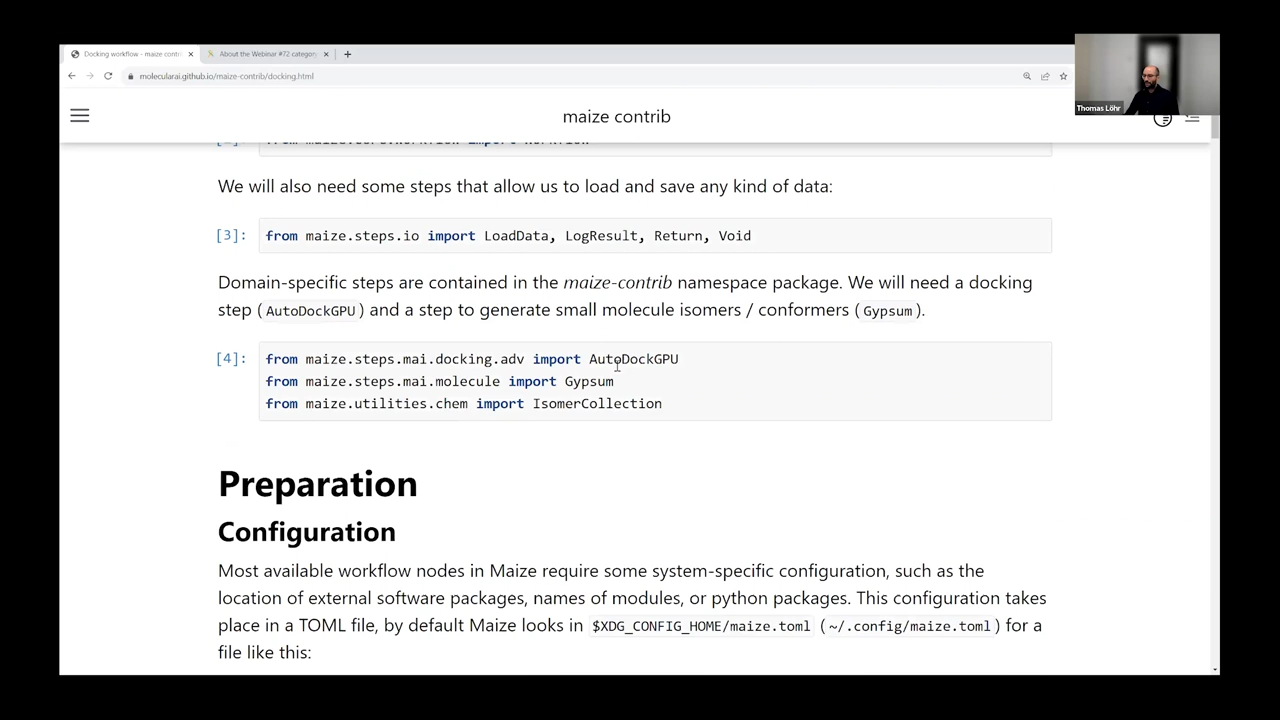 Docking workflow - maize contri
About the Webinar #72 category
molecularai.github.io/maize-contrib/docking.html
Thomas Löhr
maize contrib
We will also need some steps that allow us to load and save any kind of data:
[3]: from maize.steps.io import LoadData, LogResult, Return, Void
Domain-specific steps are contained in the maize-contrib namespace package. We will need a docking
step (AutoDockGPU) and a step to generate small molecule isomers / conformers (Gypsum).
[4]: from maize.steps.mai.docking.adv import AutoDockGPU
from maize.steps.mai.molecule import Gypsum
from maize.utilities.chem import IsomerCollection
Preparation
Configuration
Most available workflow nodes in Maize require some system-specific configuration, such as the
location of external software packages, names of modules, or python packages. This configuration takes
place in a TOML file, by default Maize looks in $XDG_CONFIG_HOME/maize.toml (~/.config/maize.toml) for a
file like this: